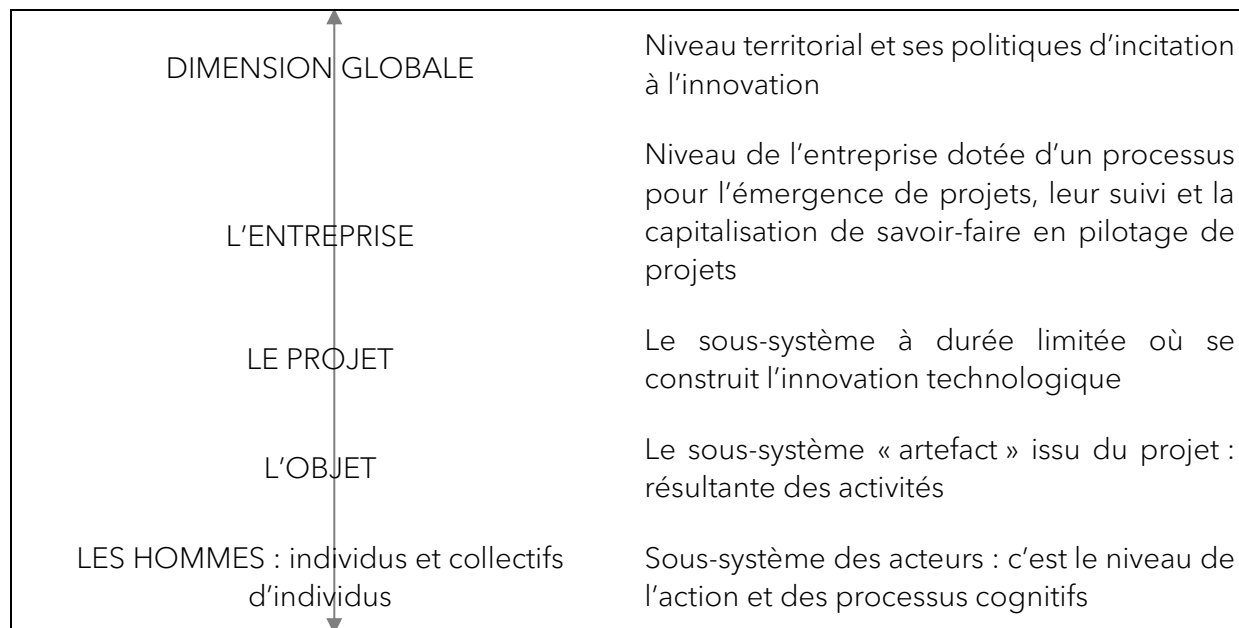 DIMENSION GLOBALE
Niveau territorial et ses politiques d’incitation
à l’innovation
L’ENTREPRISE
Niveau de l’entreprise dotée d’un processus
pour l’émergence de projets, leur suivi et la
capitalisation de savoir-faire en pilotage de
projets
LE PROJET
Le sous-système à durée limitée où se
construit l’innovation technologique
L’OBJET
Le sous-système « artefact » issu du projet :
résultante des activités
LES HOMMES : individus et collectifs
d’individus
Sous-système des acteurs : c’est le niveau de
l’action et des processus cognitifs